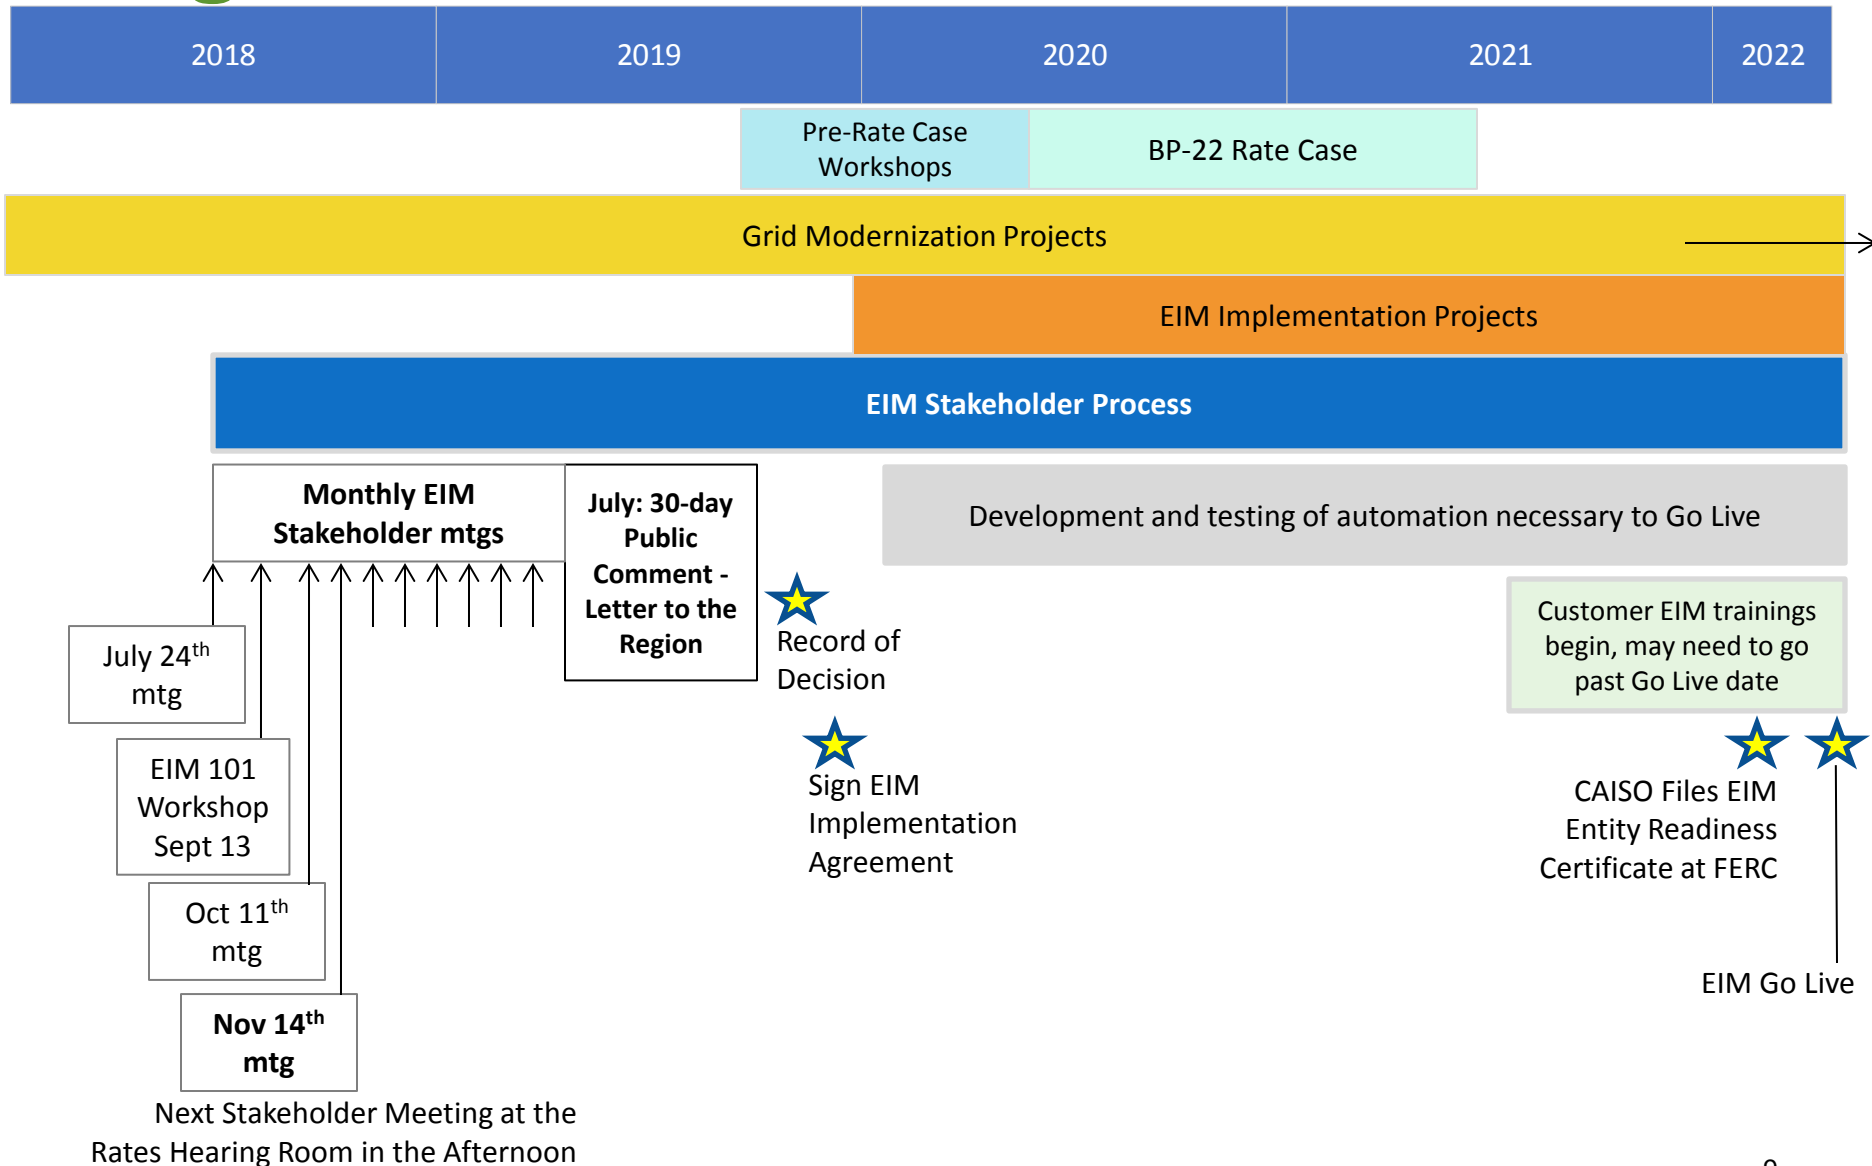 2018
2019
2020
2021
2022
Pre-Rate Case
Workshops
BP-22 Rate Case
Grid Modernization Projects
EIM Implementation Projects
EIM Stakeholder Process
Monthly EIM
Stakeholder mtgs
July: 30-day
Public
Comment -
Letter to the
Region
Development and testing of automation necessary to Go Live
Customer EIM trainings
begin, may need to go
past Go Live date
July 24th
mtg
Record of
Decision
EIM 101
Workshop
Sept 13
Sign EIM
Implementation
Agreement
CAISO Files EIM
Entity Readiness
Certificate at FERC
Oct 11th
mtg
EIM Go Live
Nov 14th
mtg
Next Stakeholder Meeting at the
Rates Hearing Room in the Afternoon